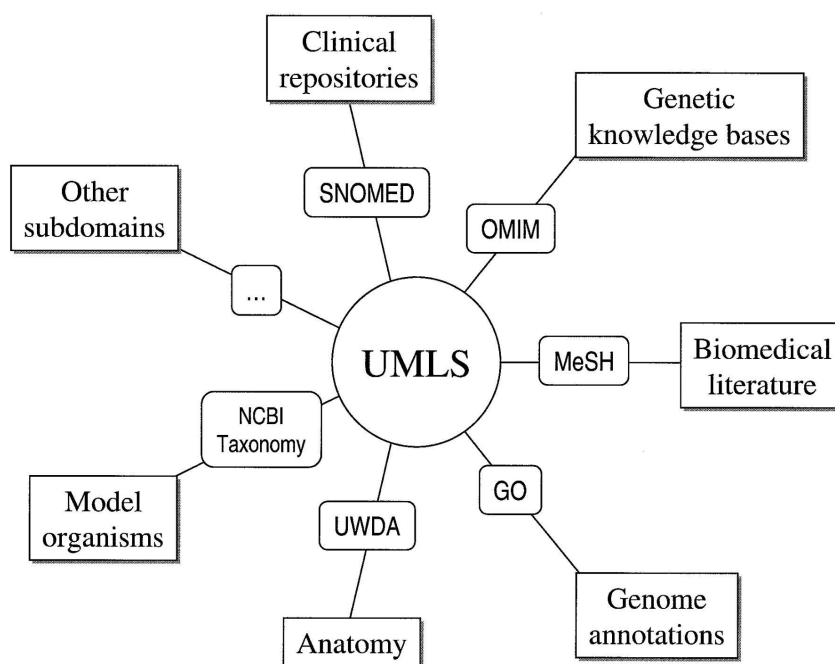 Clinical
repositories
Genetic
knowledge bases
SNOMED
Other
subdomains
OMIM
...
UMLS
MeSH
Biomedical
literature
NCBI
Taxonomy
GO
Model
organisms
UWDA
Genome
annotations
Anatomy